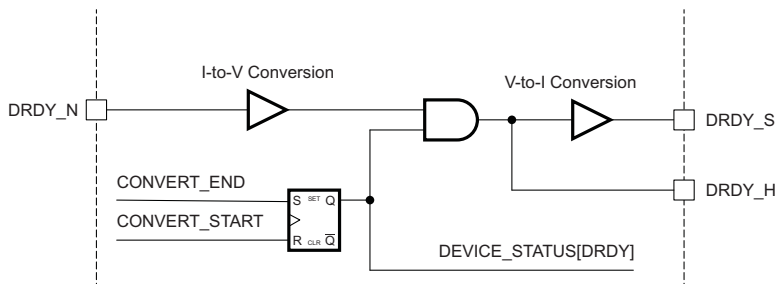 I-to-V Conversion
V-to-I Conversion
DRDY_N
DRDY_S
CONVERT_END
S SET Q
DRDY_H
CONVERT_START
R CLR Q̅
DEVICE_STATUS[DRDY]